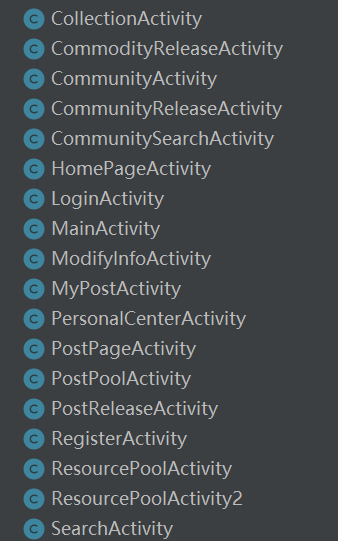 CollectionActivity
CommodityReleaseActivity
CommunityActivity
CommunityReleaseActivity
CommunitySearchActivity
HomePageActivity
LoginActivity
MainActivity
ModifyInfoActivity
MyPostActivity
PersonalCenterActivity
PostPageActivity
PostPoolActivity
PostReleaseActivity
RegisterActivity
ResourcePoolActivity
ResourcePoolActivity2
SearchActivity